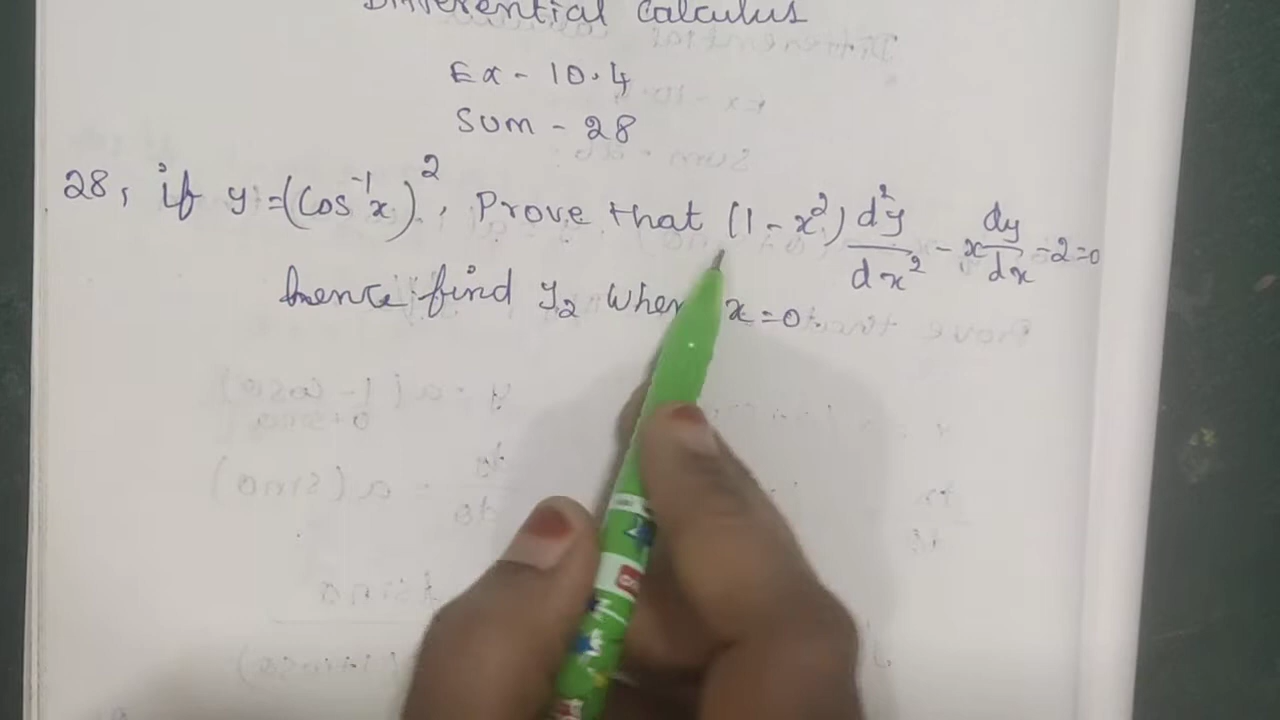 Differential Calculus
Ex - 10.4
Sum - 28
28, if y = (Cos⁻¹x)², Prove that (1 - x²) d²y/dx² - x dy/dx - 2 = 0
hence find y₂ when x = 0.